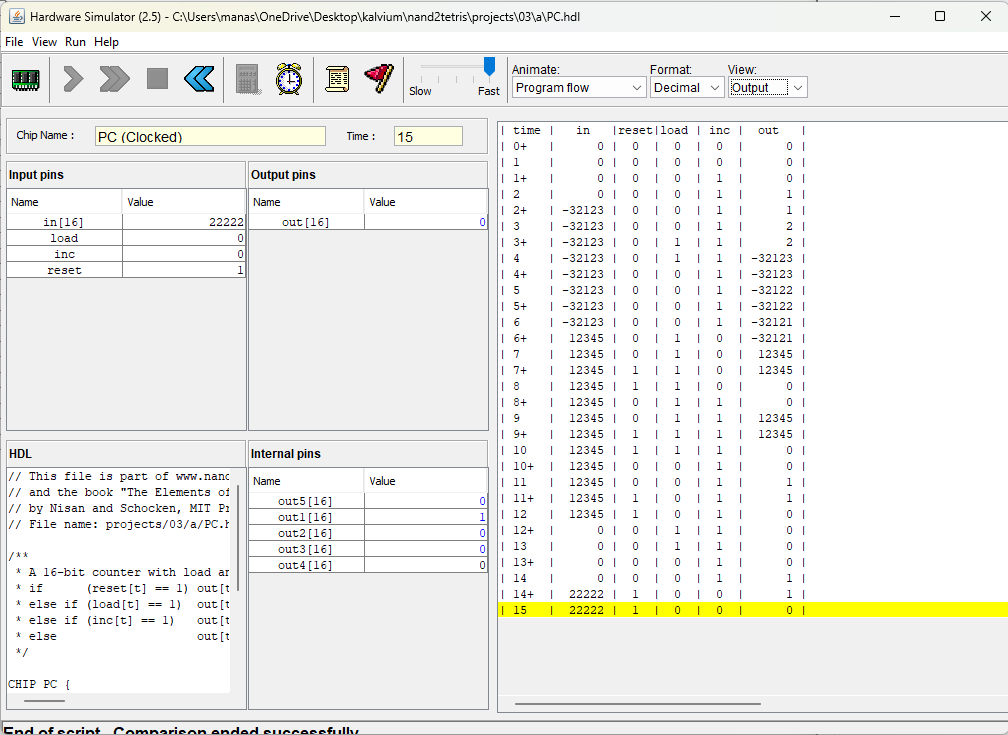 Hardware Simulator (2.5) - C:\Users\manas\OneDrive\Desktop\kalvium\nand2tetris\projects\03\a\PC.hdl
File View Run Help
Slow Fast
Animate: Format: View:
Program flow Decimal Output
Chip Name : PC (Clocked) Time : 15
Input pins
Name Value
in[16] 22222
load 0
inc 0
reset 1
Output pins
Name Value
out[16] 0
HDL
// This file is part of www.nand
// and the book "The Elements of
// by Nisan and Schocken, MIT Pr
// File name: projects/03/a/PC.h
/**
* A 16-bit counter with load an
* if (reset[t] == 1) out[t
* else if (load[t] == 1) out[t
* else if (inc[t] == 1) out[t
* else out[t
*/
CHIP PC {
Internal pins
Name Value
out5[16] 0
out1[16] 1
out2[16] 0
out3[16] 0
out4[16] 0
| time | in |reset|load | inc | out |
| 0+ | 0 | 0 | 0 | 0 | 0 |
| 1 | 0 | 0 | 0 | 0 | 0 |
| 1+ | 0 | 0 | 0 | 1 | 0 |
| 2 | 0 | 0 | 0 | 1 | 1 |
| 2+ | -32123 | 0 | 0 | 1 | 1 |
| 3 | -32123 | 0 | 0 | 1 | 2 |
| 3+ | -32123 | 0 | 1 | 1 | 2 |
| 4 | -32123 | 0 | 1 | 1 | -32123 |
| 4+ | -32123 | 0 | 0 | 1 | -32123 |
| 5 | -32123 | 0 | 0 | 1 | -32122 |
| 5+ | -32123 | 0 | 0 | 1 | -32122 |
| 6 | -32123 | 0 | 0 | 1 | -32121 |
| 6+ | 12345 | 0 | 1 | 0 | -32121 |
| 7 | 12345 | 0 | 1 | 0 | 12345 |
| 7+ | 12345 | 1 | 1 | 0 | 12345 |
| 8 | 12345 | 1 | 1 | 0 | 0 |
| 8+ | 12345 | 0 | 1 | 1 | 0 |
| 9 | 12345 | 0 | 1 | 1 | 12345 |
| 9+ | 12345 | 1 | 1 | 1 | 12345 |
| 10 | 12345 | 1 | 1 | 1 | 0 |
| 10+ | 12345 | 0 | 0 | 1 | 0 |
| 11 | 12345 | 0 | 0 | 1 | 1 |
| 11+ | 12345 | 1 | 0 | 1 | 1 |
| 12 | 12345 | 1 | 0 | 1 | 0 |
| 12+ | 0 | 0 | 1 | 1 | 0 |
| 13 | 0 | 0 | 1 | 1 | 0 |
| 13+ | 0 | 0 | 0 | 1 | 0 |
| 14 | 0 | 0 | 0 | 1 | 1 |
| 14+ | 22222 | 1 | 0 | 0 | 1 |
| 15 | 22222 | 1 | 0 | 0 | 0 |
End of script - Comparison ended successfully